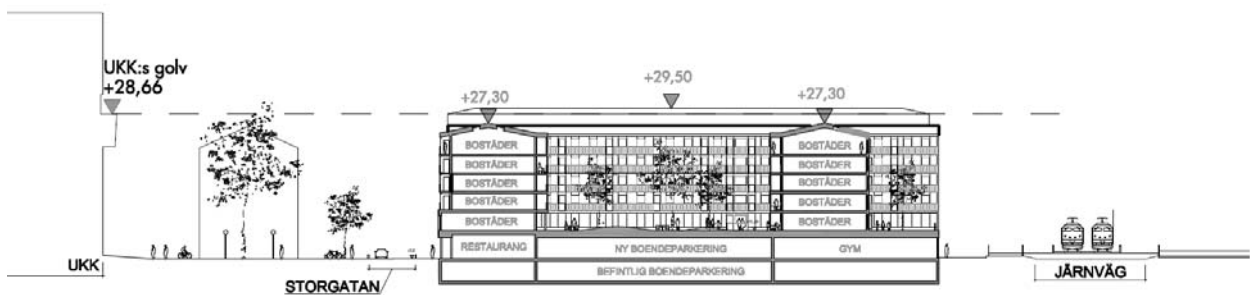 UKK:s golv
+28,66
+27,30
+29,50
+27,30
BOSTÄDER
BOSTÄDER
BOSTÄDER
BOSTÄDER
BOSTÄDER
BOSTÄDER
BOSTÄDER
BOSTÄDER
BOSTÄDER
BOSTÄDER
RESTAURANG
NY BOENDEPARKERING
GYM
BEFINTLIG BOENDEPARKERING
UKK
STORGATAN
JÄRNVÄG